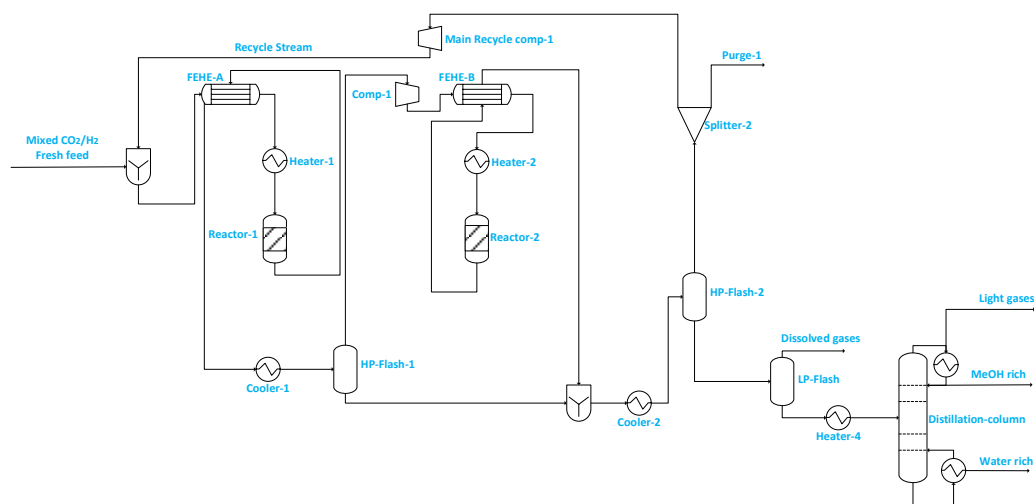 Main Recycle comp-1
Recycle Stream
Purge-1
FEHE-A
FEHE-B
Comp-1
Splitter-2
Mixed CO₂/H₂
Fresh feed
Heater-1
Heater-2
Reactor-1
Reactor-2
HP-Flash-2
Light gases
Dissolved gases
HP-Flash-1
LP-Flash
MeOH rich
Cooler-1
Cooler-2
Distillation-column
Heater-4
Water rich